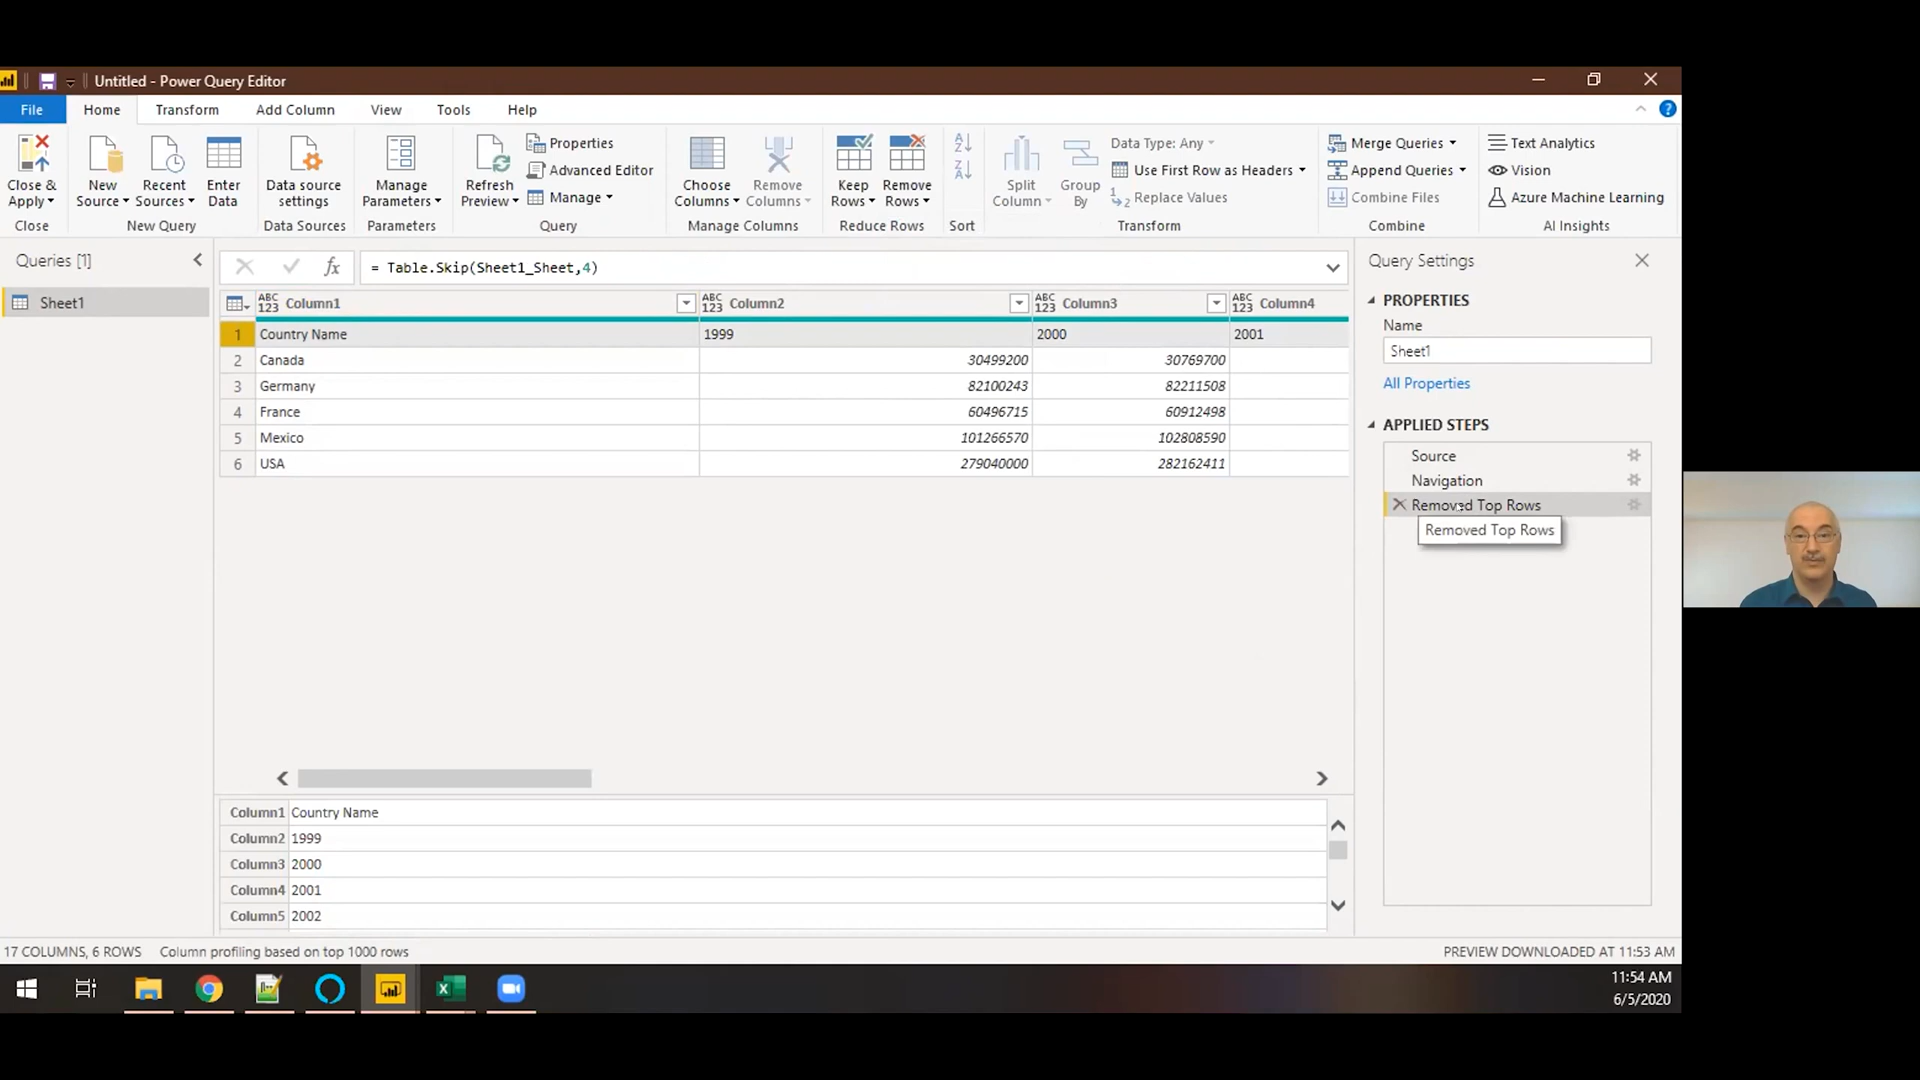 Untitled - Power Query Editor
File Home Transform Add Column View Tools Help
Close & Apply
New Source
Recent Sources
Enter Data
Data source settings
Manage Parameters
Refresh Preview
Properties
Advanced Editor
Manage
Choose Columns
Remove Columns
Keep Rows
Remove Rows
Split Column
Group By
Data Type: Any
Use First Row as Headers
Replace Values
Merge Queries
Append Queries
Combine Files
Text Analytics
Vision
Azure Machine Learning
Close New Query Data Sources Parameters Query Manage Columns Reduce Rows Sort Transform Combine AI Insights
Queries [1]
Sheet1
= Table.Skip(Sheet1_Sheet,4)
ABC 123 Column1 ABC 123 Column2 ABC 123 Column3 ABC 123 Column4
1 Country Name 1999 2000 2001
2 Canada 30499200 30769700
3 Germany 82100243 82211508
4 France 60496715 60912498
5 Mexico 101266570 102808590
6 USA 279040000 282162411
Column1 Country Name
Column2 1999
Column3 2000
Column4 2001
Column5 2002
Query Settings
PROPERTIES
Name
Sheet1
All Properties
APPLIED STEPS
Source
Navigation
Removed Top Rows
Removed Top Rows
17 COLUMNS, 6 ROWS Column profiling based on top 1000 rows
PREVIEW DOWNLOADED AT 11:53 AM
11:54 AM
6/5/2020